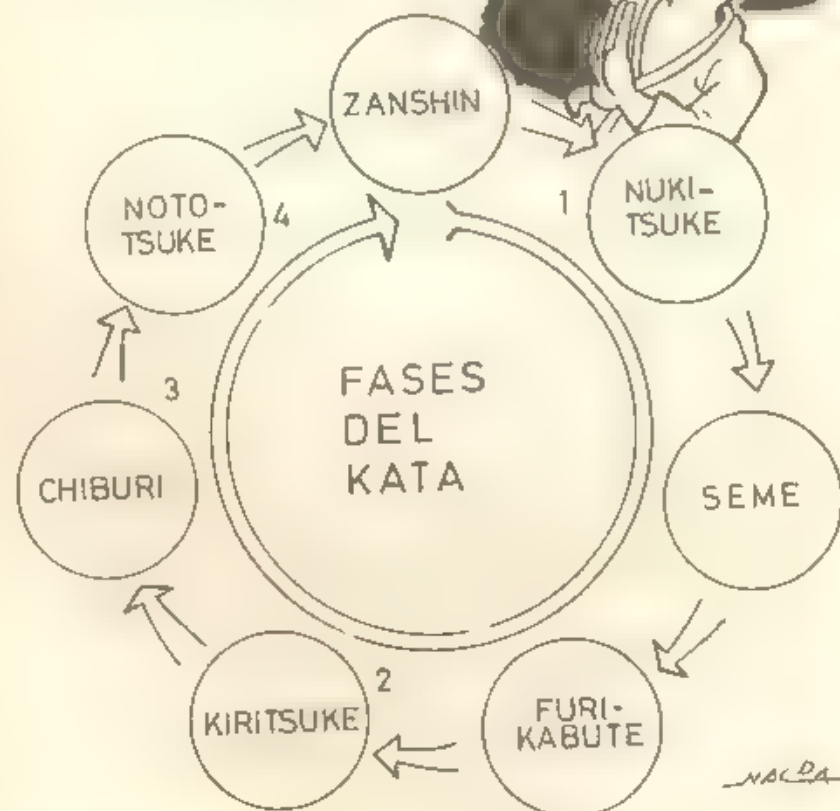 ZANSHIN
1
NUKI-
TSUKE
SEME
FURI-
KABUTE
2
KIRITSUKE
3
CHIBURI
4
NOTO-
TSUKE
FASES
DEL
KATA